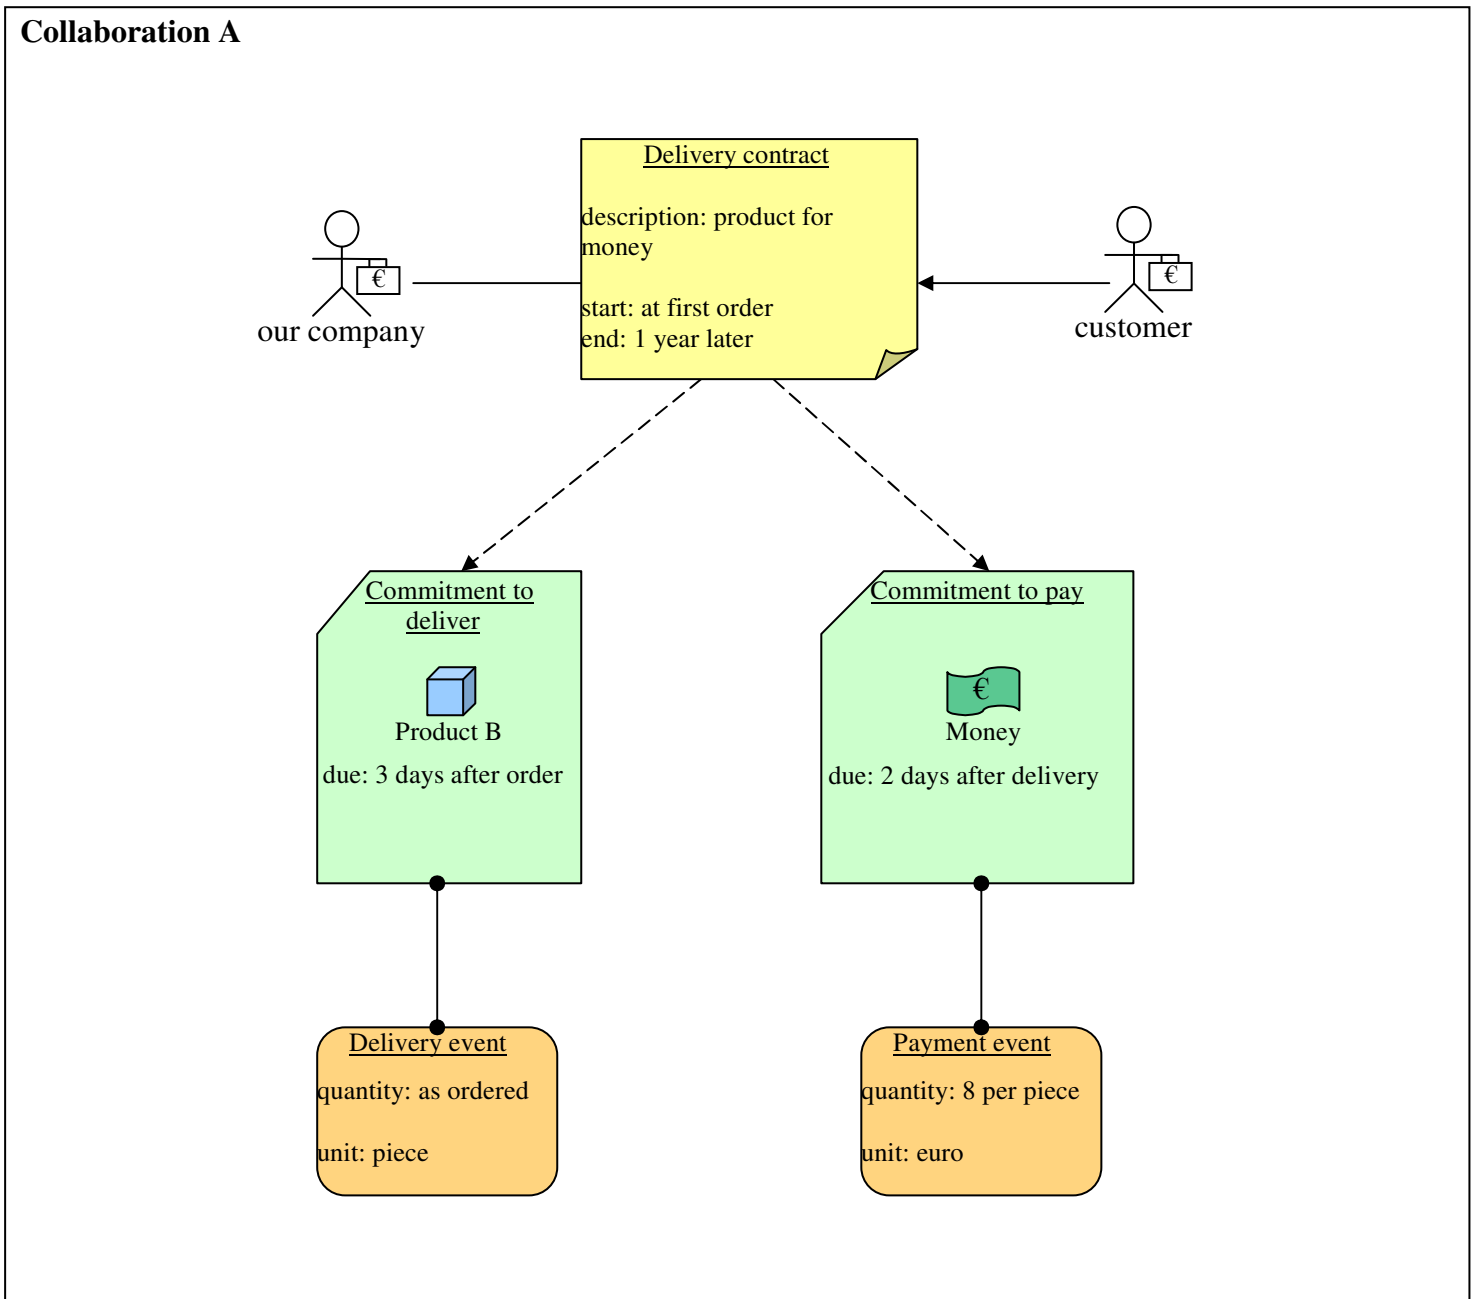 Collaboration A
Delivery contract
description: product for
money
start: at first order
end: 1 year later
€
our company
€
customer
Commitment to
deliver
Product B
due: 3 days after order
Commitment to pay
€
Money
due: 2 days after delivery
Delivery event
quantity: as ordered
unit: piece
Payment event
quantity: 8 per piece
unit: euro